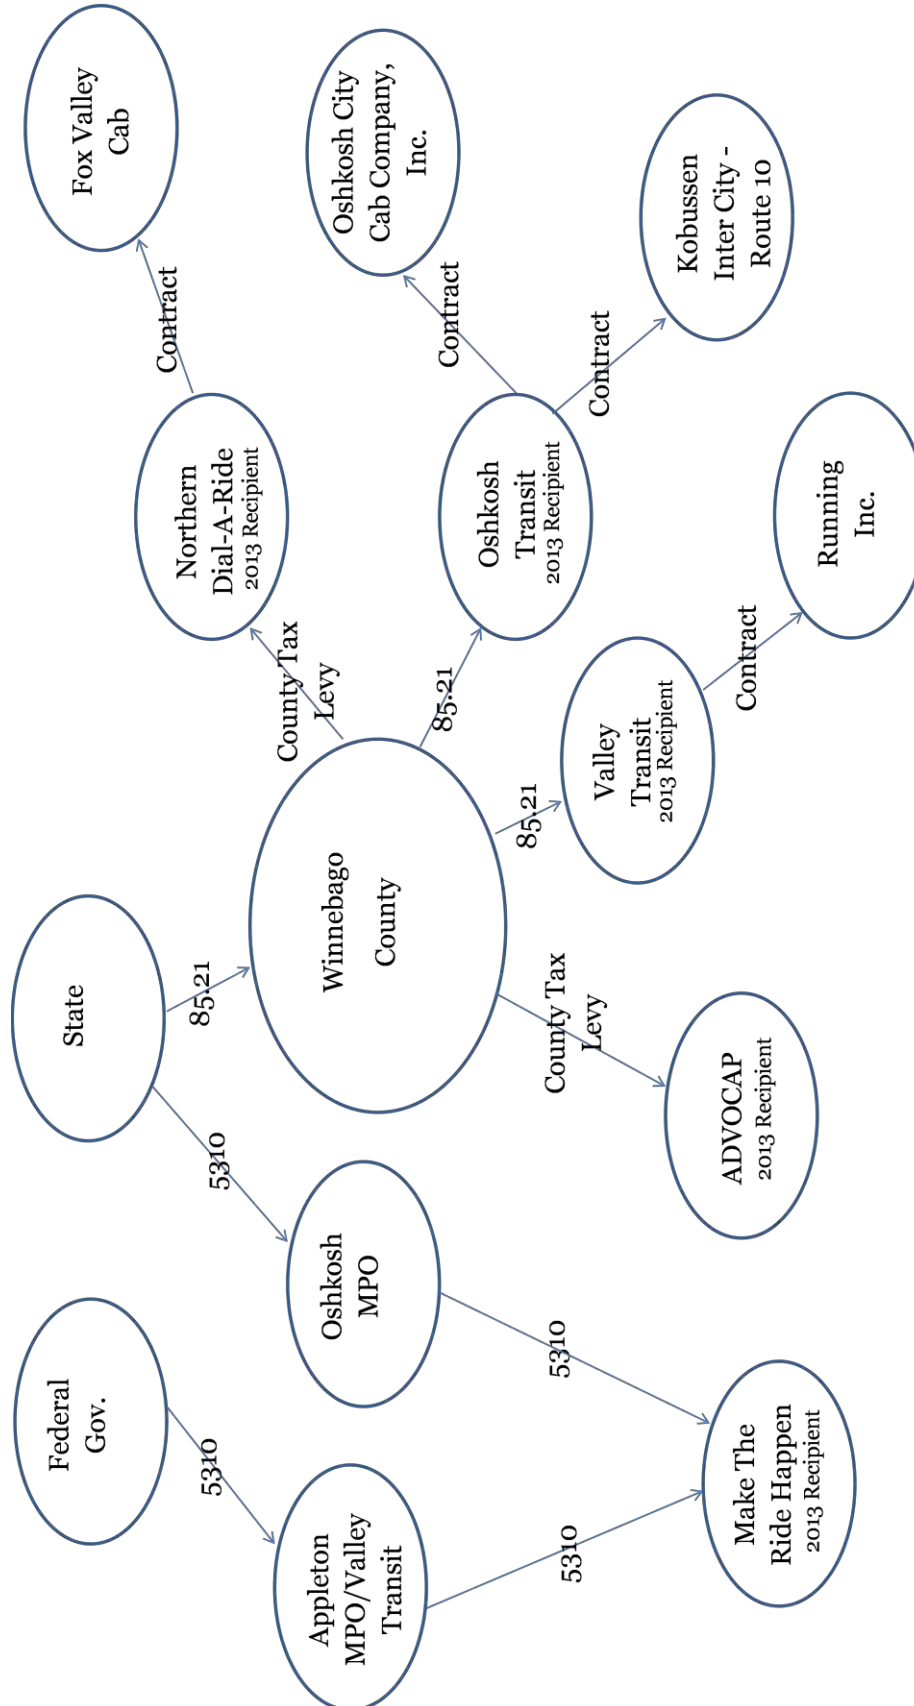 Federal
Gov.
State
Fox Valley
Cab
5310
5310
85.21
Contract
Appleton
MPO/Valley
Transit
Oshkosh
MPO
Winnebago
County
County Tax
Levy
Northern
Dial-A-Ride
2013 Recipient
Oshkosh City
Cab Company,
Inc.
Contract
85.21
Oshkosh
Transit
2013 Recipient
5310
5310
County Tax
Levy
85.21
Contract
Valley
Transit
2013 Recipient
Kobussen
Inter City -
Route 10
Make The
Ride Happen
2013 Recipient
ADVOCAP
2013 Recipient
Contract
Running
Inc.